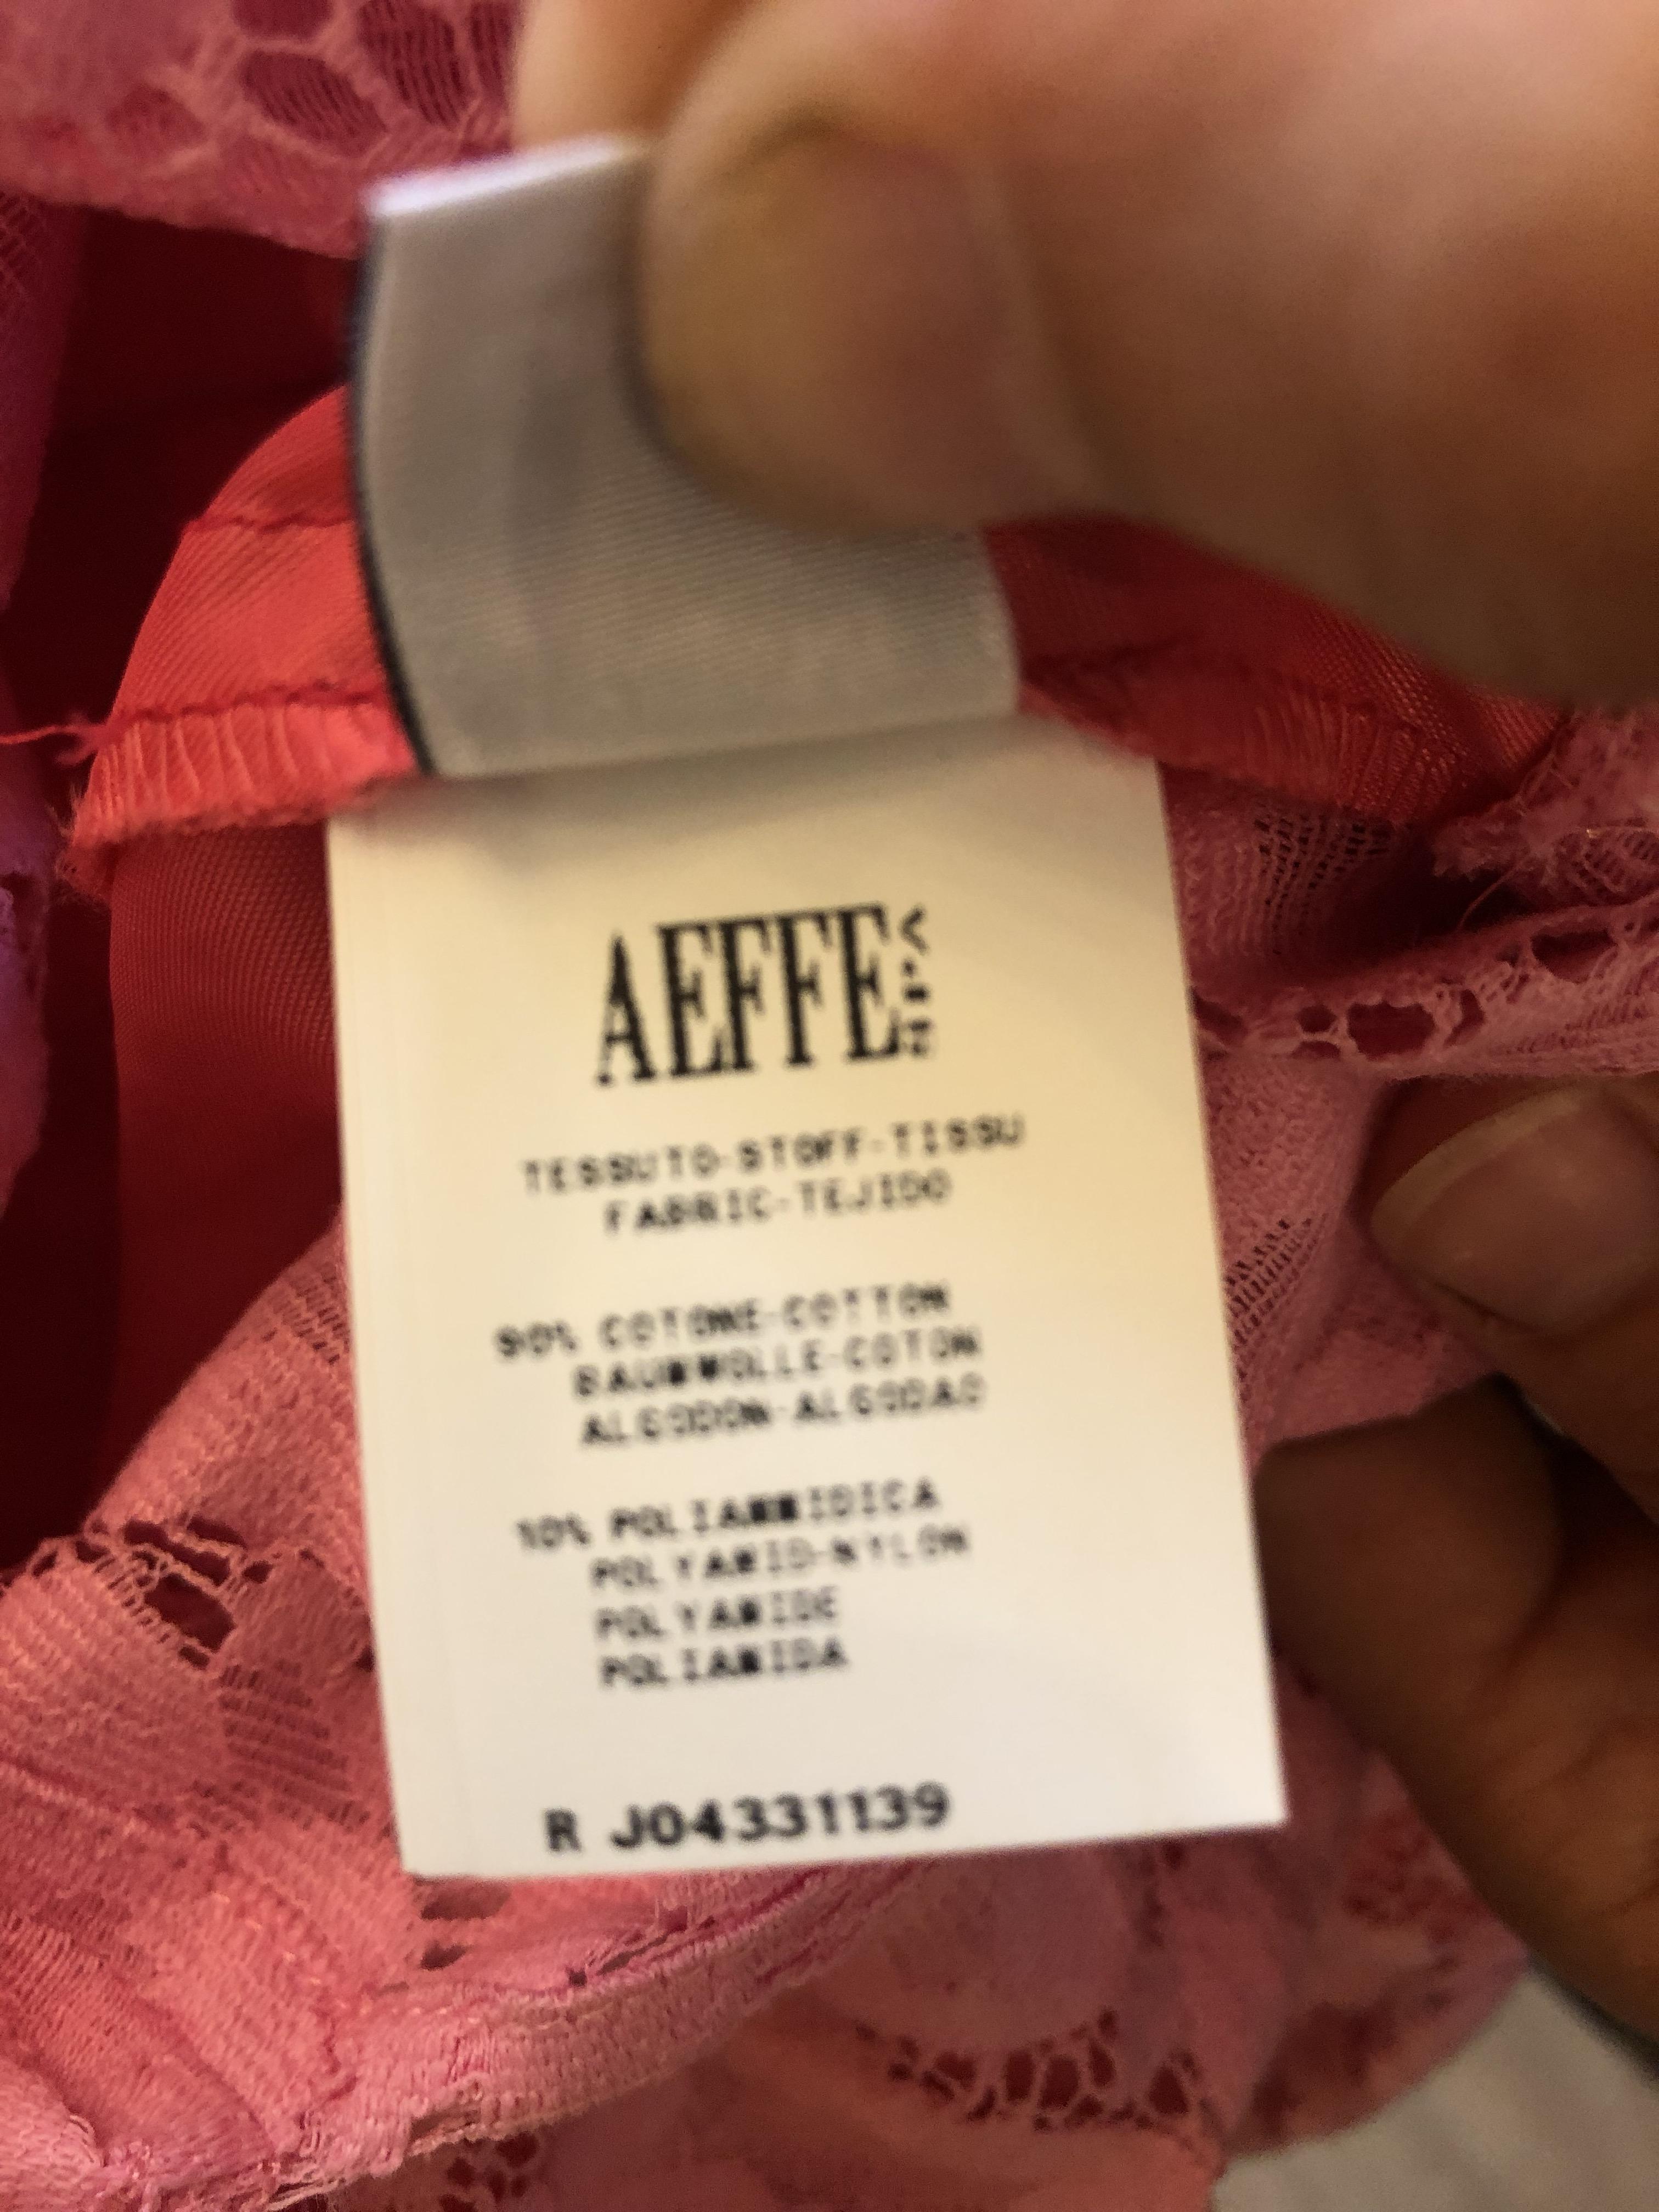 AEFFE SPA
TESSUTO-STOFF-TISSU
FABRIC-TEJIDO
90% COTONE-COTTON
BAUMWOLLE-COTON
ALGODON-ALGODAO
10% POLIAMMIDICA
POLYAMID-NYLON
POLYAMIDE
POLIAMIDA
R J04331139